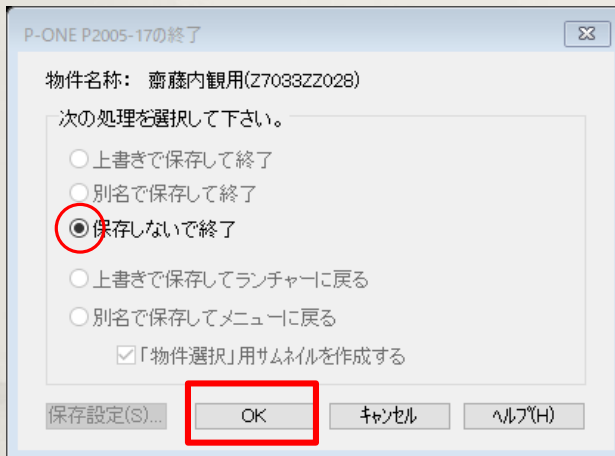 P-ONE P2005-17の終了
物件名称： 齋藤内観用(Z7033ZZ028)
次の処理を選択して下さい。
上書きで保存して終了
別名で保存して終了
保存しないで終了
上書きで保存してランチャーに戻る
別名で保存してメニューに戻る
「物件選択」用サムネイルを作成する
保存設定(S)... OK ｷｬﾝｾﾙ ﾍﾙﾌﾟ(H)